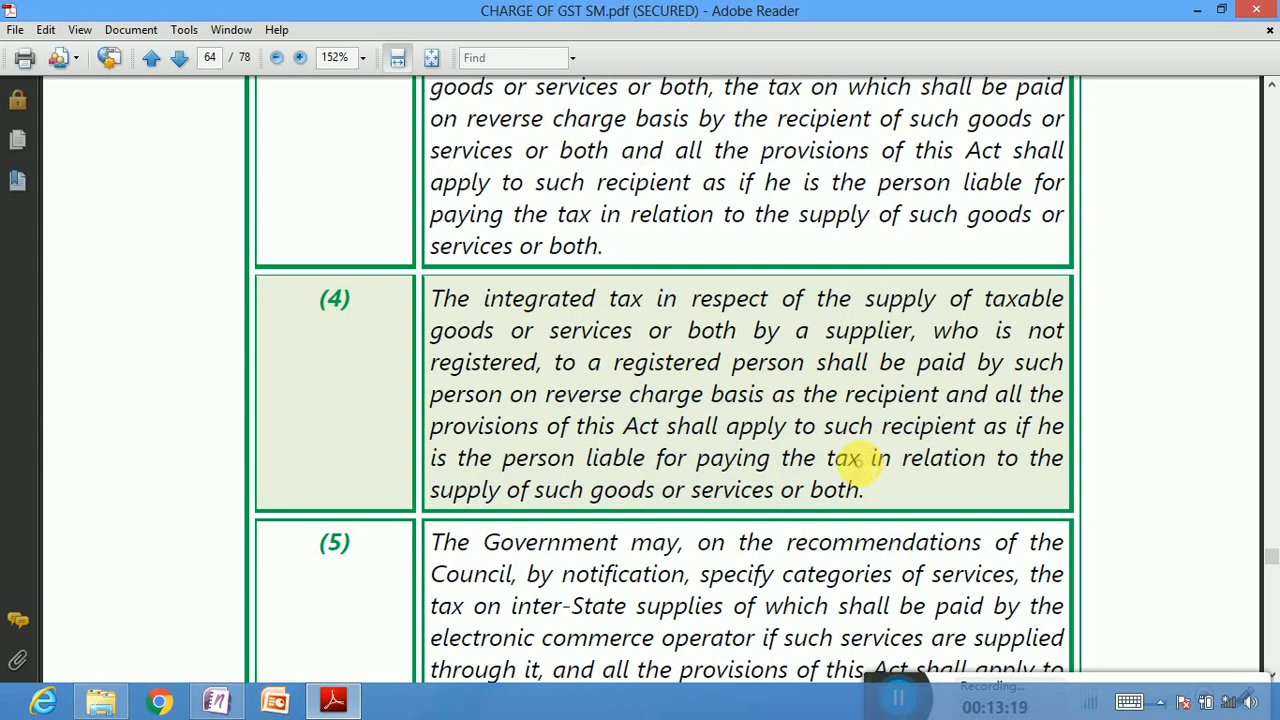 CHARGE OF GST SM.pdf (SECURED) - Adobe Reader
File Edit View Document Tools Window Help
64 / 78 152% Find
goods or services or both, the tax on which shall be paid
on reverse charge basis by the recipient of such goods or
services or both and all the provisions of this Act shall
apply to such recipient as if he is the person liable for
paying the tax in relation to the supply of such goods or
services or both.
(4)
The integrated tax in respect of the supply of taxable
goods or services or both by a supplier, who is not
registered, to a registered person shall be paid by such
person on reverse charge basis as the recipient and all the
provisions of this Act shall apply to such recipient as if he
is the person liable for paying the tax in relation to the
supply of such goods or services or both.
(5)
The Government may, on the recommendations of the
Council, by notification, specify categories of services, the
tax on inter-State supplies of which shall be paid by the
electronic commerce operator if such services are supplied
through it, and all the provisions of this Act shall apply to
Recording...
00:13:19